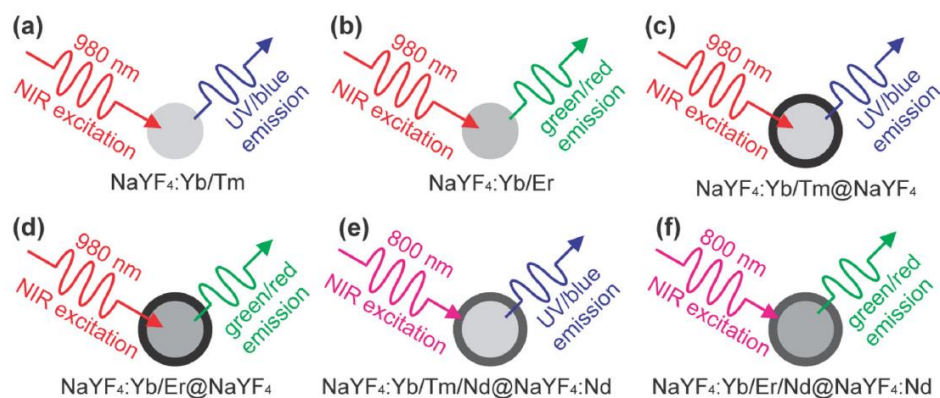 (a)
980 nm
NIR excitation
UV/blue
emission
NaYF₄:Yb/Tm
(b)
980 nm
NIR excitation
green/red
emission
NaYF₄:Yb/Er
(c)
980 nm
NIR excitation
UV/blue
emission
NaYF₄:Yb/Tm@NaYF₄
(d)
980 nm
NIR excitation
green/red
emission
NaYF₄:Yb/Er@NaYF₄
(e)
800 nm
NIR excitation
UV/blue
emission
NaYF₄:Yb/Tm/Nd@NaYF₄:Nd
(f)
800 nm
NIR excitation
green/red
emission
NaYF₄:Yb/Er/Nd@NaYF₄:Nd